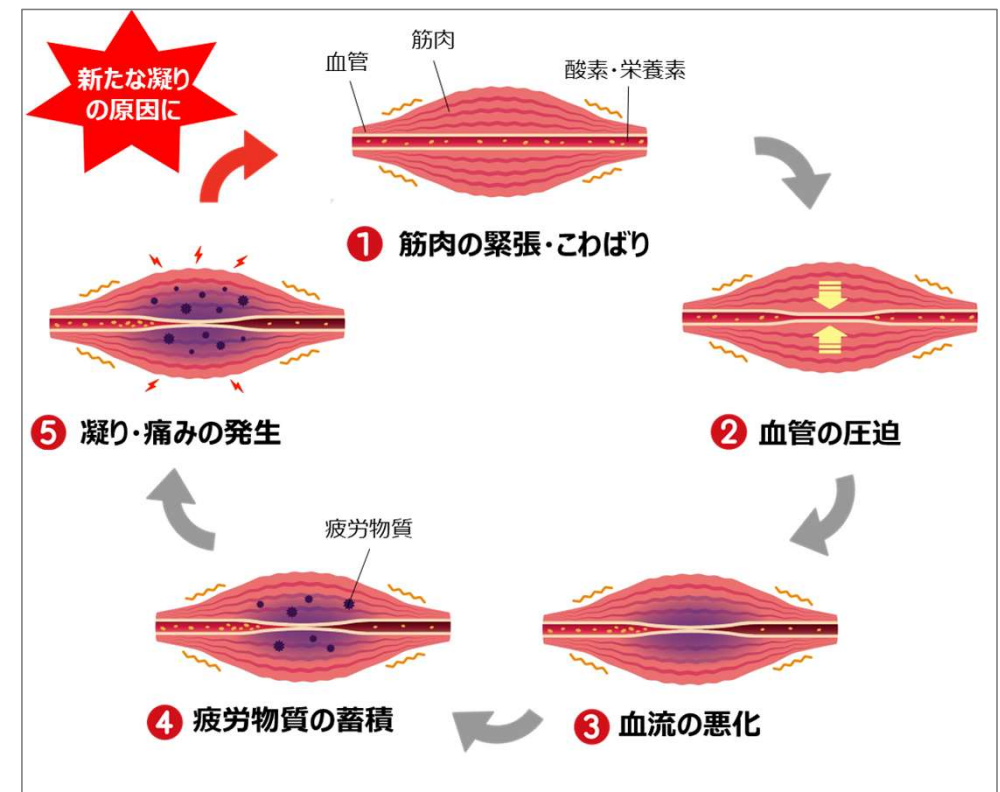 新たな凝り
の原因に
血管
筋肉
酸素・栄養素
❶ 筋肉の緊張・こわばり
❷ 血管の圧迫
❸ 血流の悪化
疲労物質
❹ 疲労物質の蓄積
❺ 凝り・痛みの発生